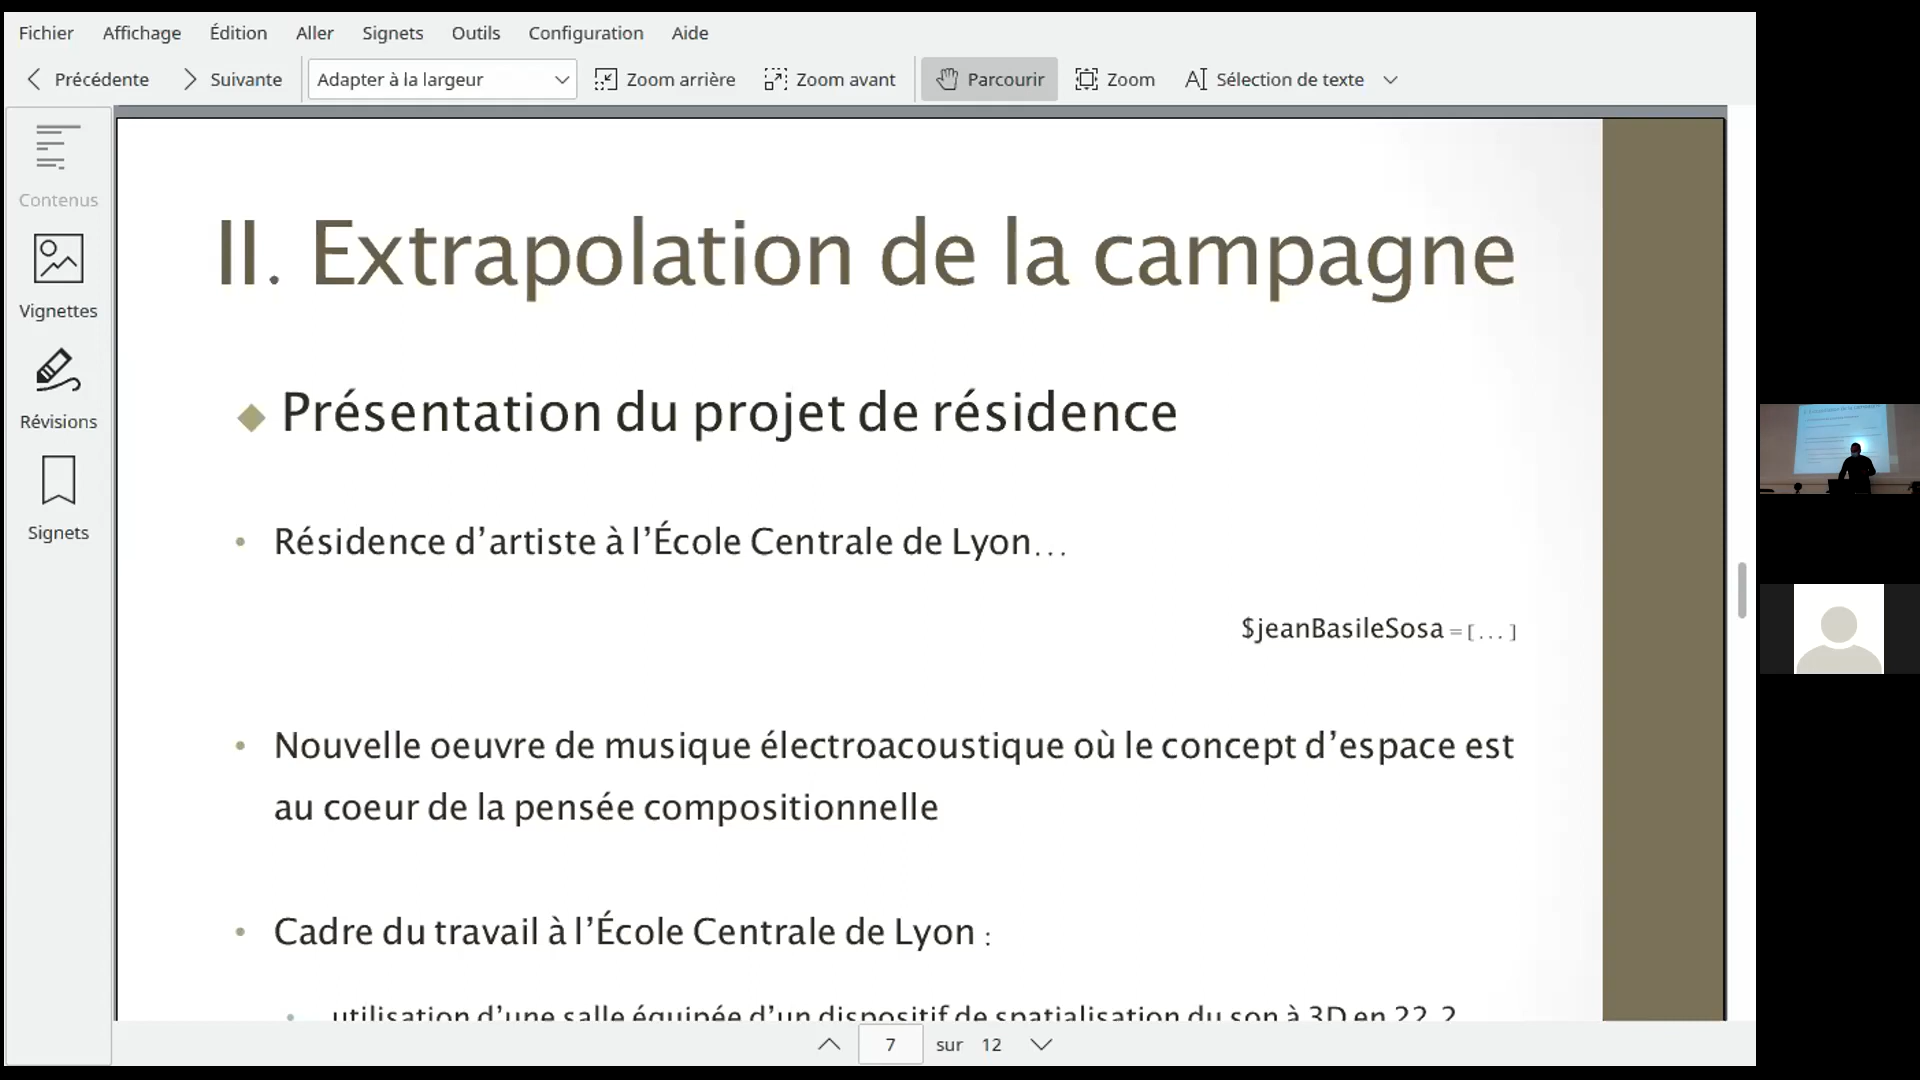 Fichier Affichage Édition Aller Signets Outils Configuration Aide
Précédente Suivante Adapter à la largeur Zoom arrière Zoom avant Parcourir Zoom Sélection de texte
Contenus
Vignettes
Révisions
Signets
II. Extrapolation de la campagne
Présentation du projet de résidence
• Résidence d’artiste à l’École Centrale de Lyon…
$jeanBasileSosa = [ … ]
• Nouvelle oeuvre de musique électroacoustique où le concept d’espace est
au coeur de la pensée compositionnelle
• Cadre du travail à l’École Centrale de Lyon :
• utilisation d’une salle équipée d’un dispositif de spatialisation du son à 3D en 22.2
7 sur 12